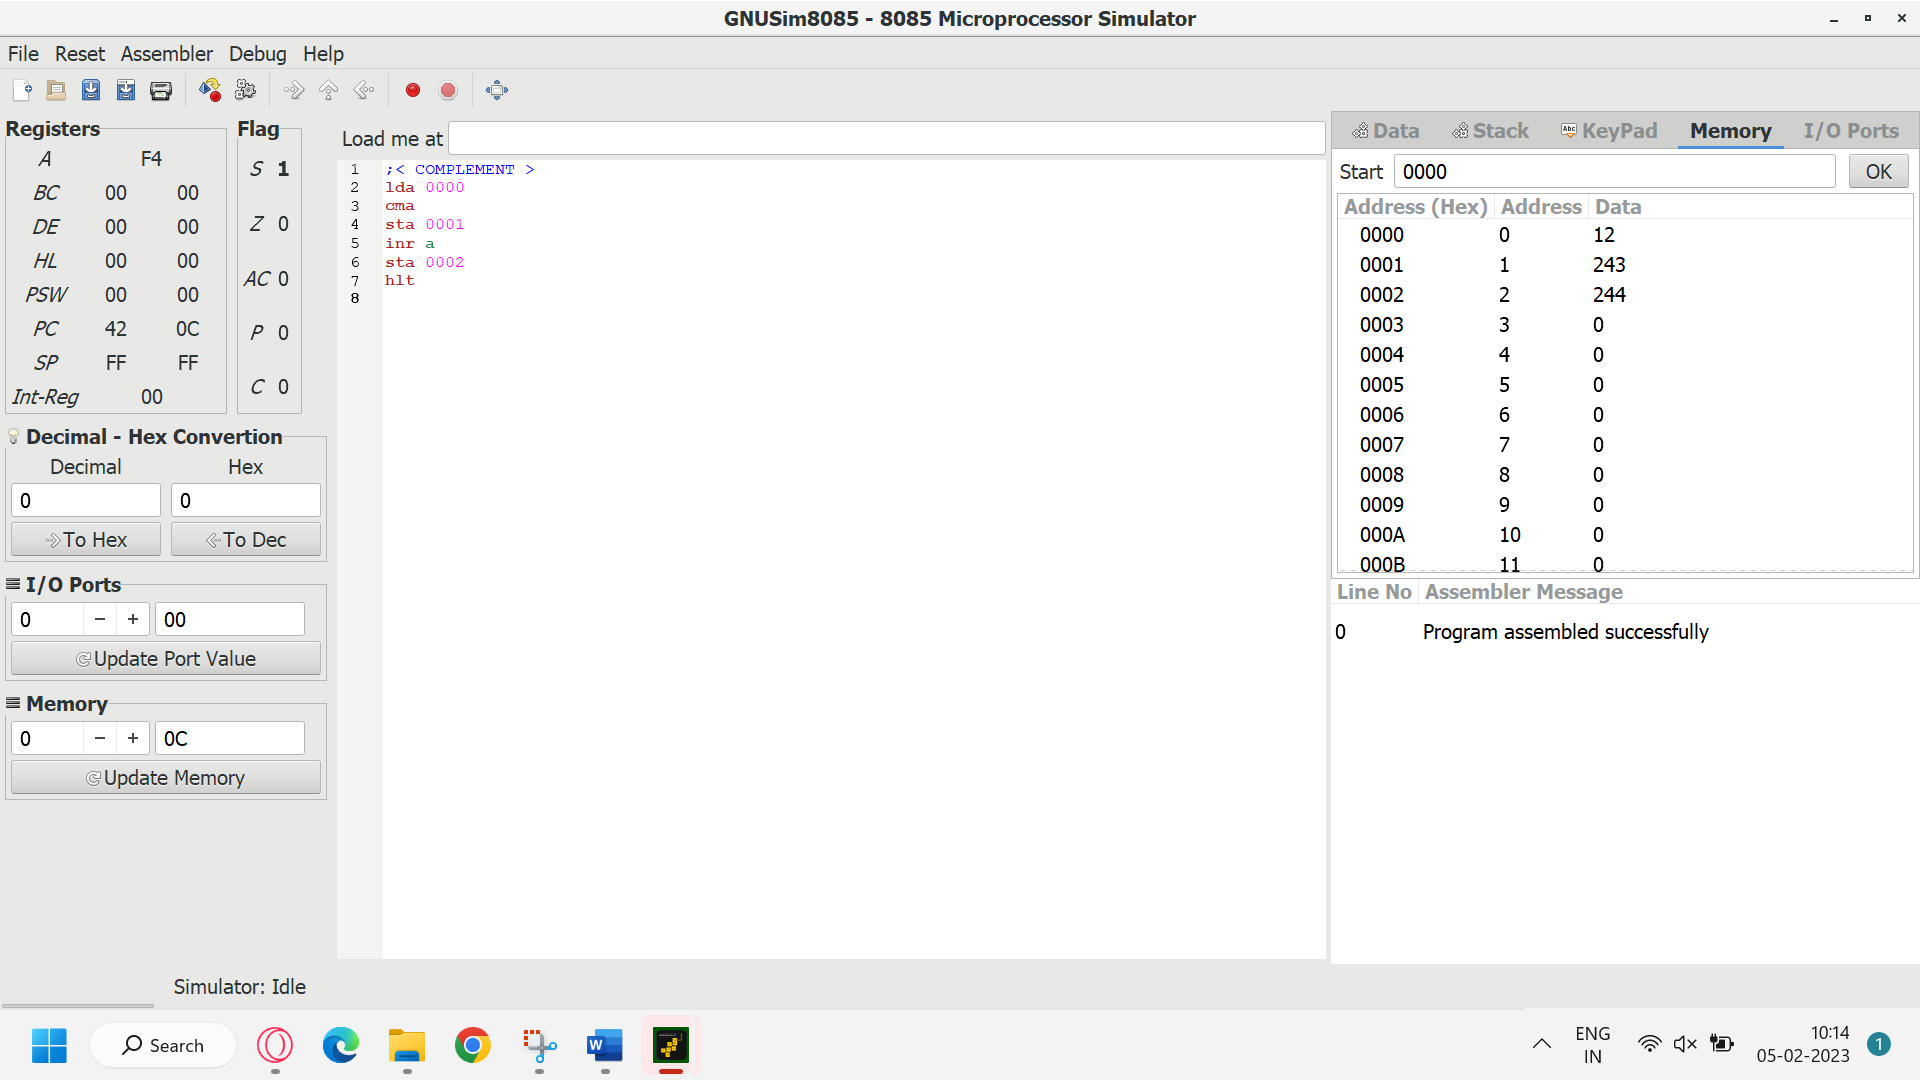 GNUSim8085 - 8085 Microprocessor Simulator
File Reset Assembler Debug Help
Registers
A F4
BC 00 00
DE 00 00
HL 00 00
PSW 00 00
PC 42 0C
SP FF FF
Int-Reg 00
Flag
S 1
Z 0
AC 0
P 0
C 0
Decimal - Hex Convertion
Decimal Hex
0 0
To Hex To Dec
I/O Ports
0 − + 00
Update Port Value
Memory
0 − + 0C
Update Memory
Load me at
1 ;< COMPLEMENT >
2 lda 0000
3 cma
4 sta 0001
5 inr a
6 sta 0002
7 hlt
8
Data Stack Abc KeyPad Memory I/O Ports
Start 0000 OK
Address (Hex) Address Data
0000 0 12
0001 1 243
0002 2 244
0003 3 0
0004 4 0
0005 5 0
0006 6 0
0007 7 0
0008 8 0
0009 9 0
000A 10 0
000B 11 0
Line No Assembler Message
0 Program assembled successfully
Simulator: Idle
Search
W
ENG
IN
10:14
05-02-2023
1